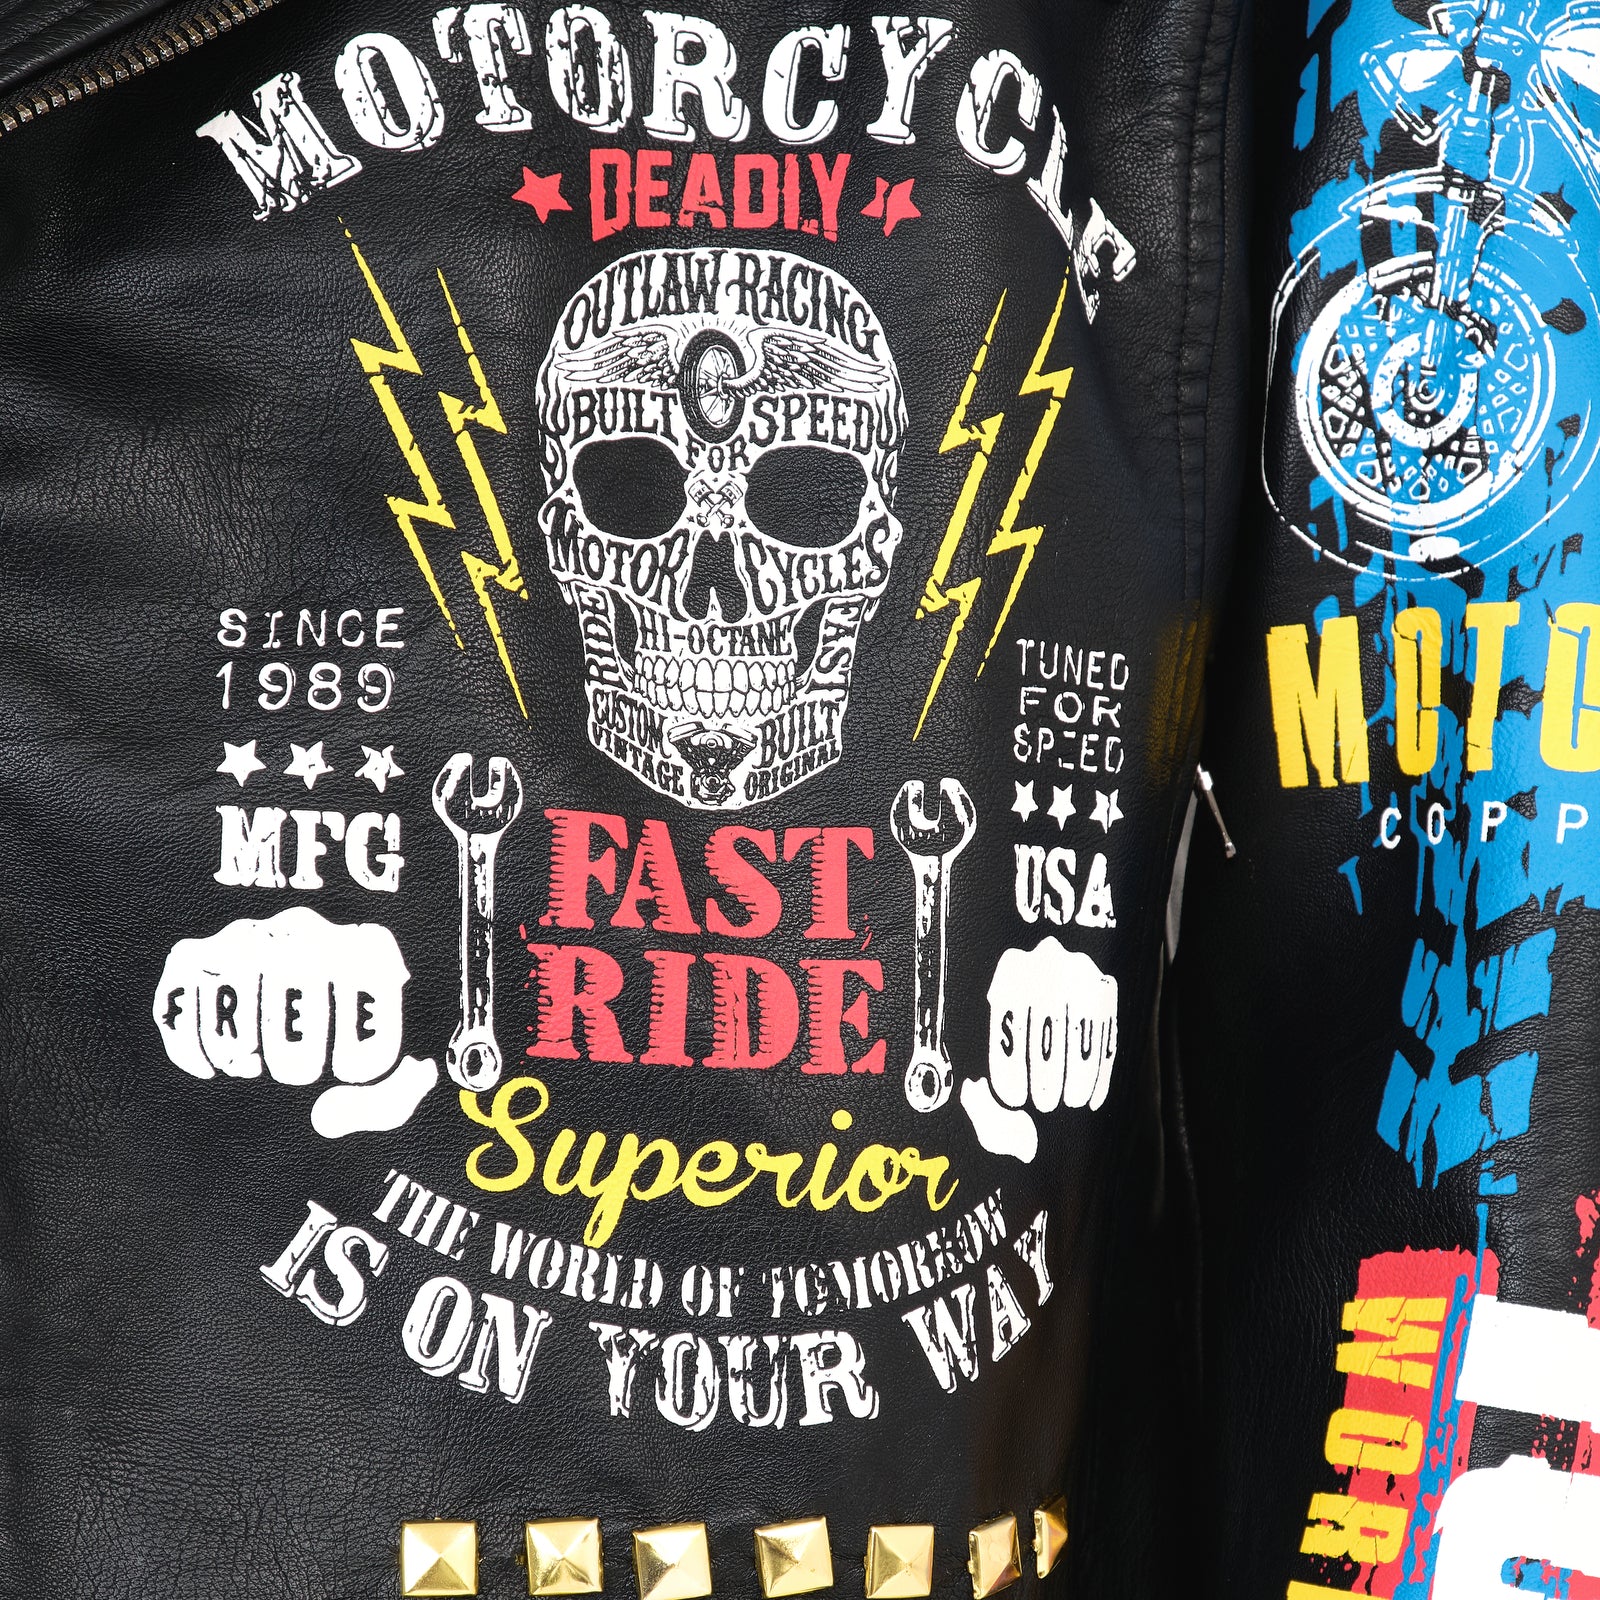 MOTORCYCLE
DEADLY
OUTLAW RACING
BUILT SPEED
FOR
MOTOR CYCLES
HI-OCTANE
RIDE
FAST
CUSTOM BUILT
VINTAGE ORIGINAL
SINCE
1989
MFG
FREE
TUNED
FOR
SPEED
USA
SOUL
FAST
RIDE
Superior
THE WORLD OF TOMORROW
IS ON YOUR WAY
MOTO
COPP
WOR